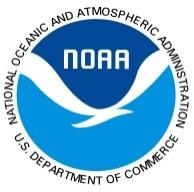 NATIONAL OCEANIC AND ATMOSPHERIC ADMINISTRATION
NOAA
U.S. DEPARTMENT OF COMMERCE